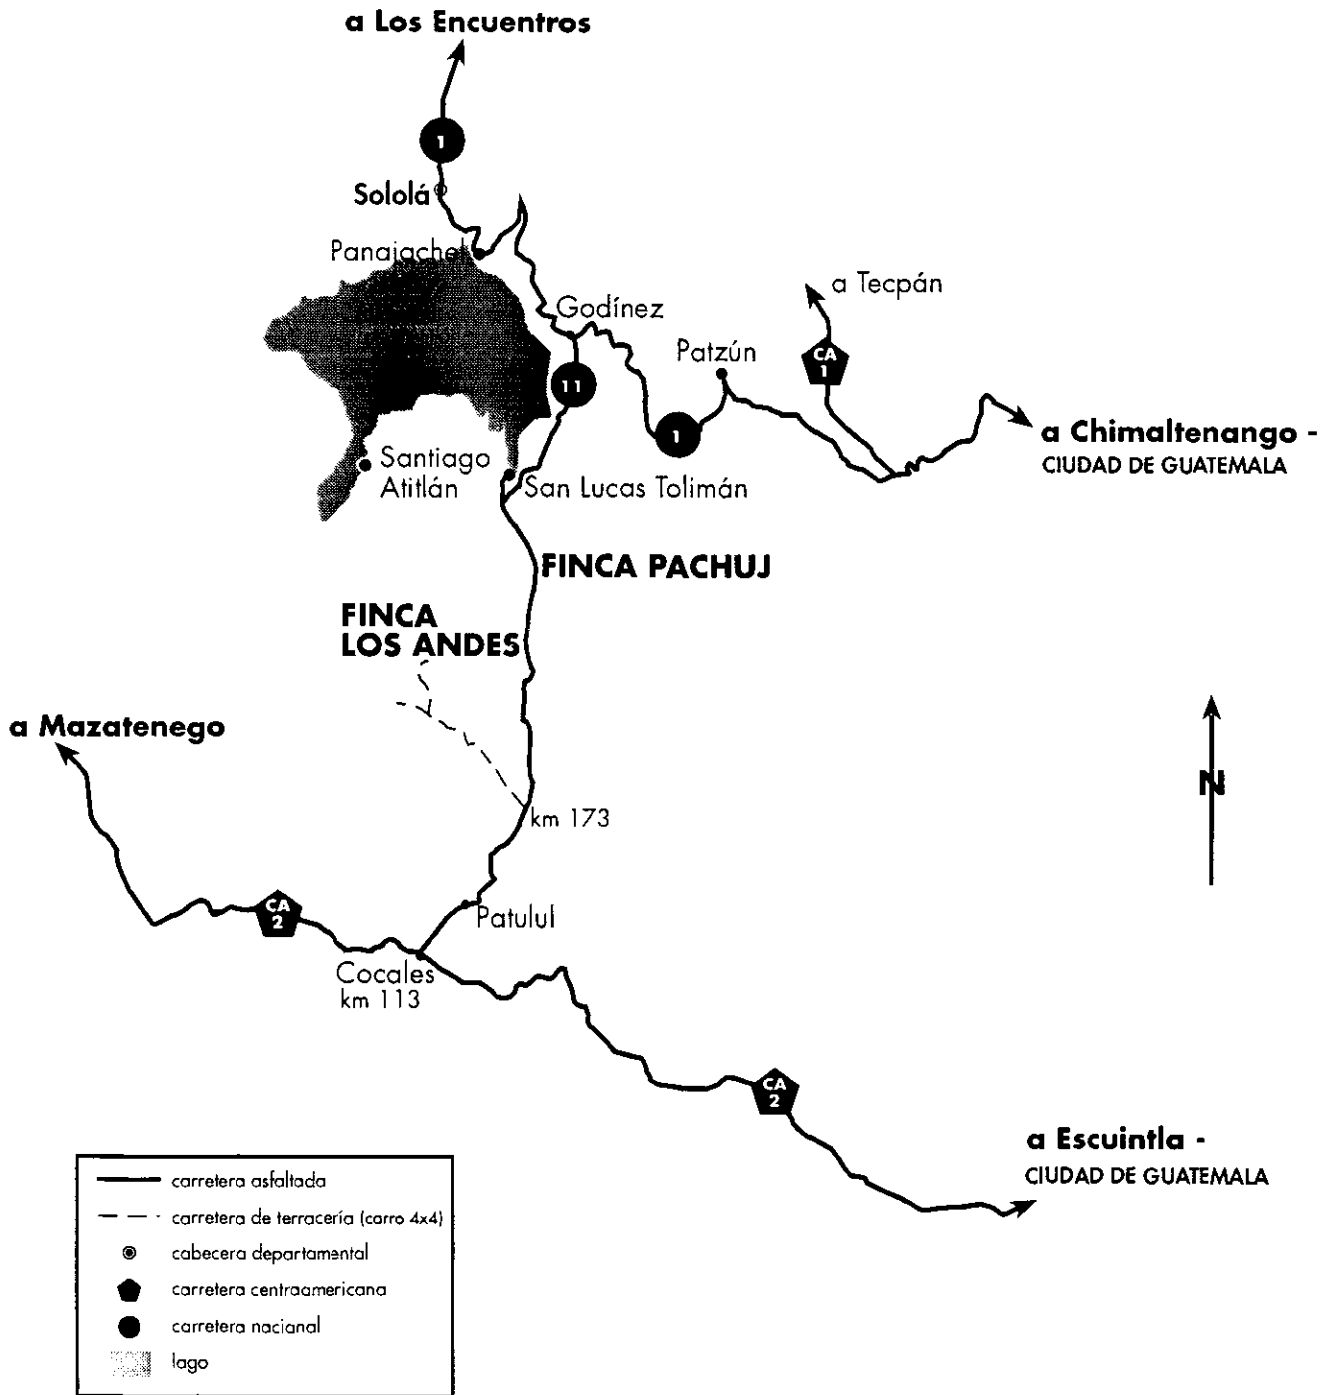 a Los Encuentros
1
Sololá
Panajachel
Godínez
a Tecpán
Patzún
CA
1
11
1
a Chimaltenango -
CIUDAD DE GUATEMALA
Santiago
Atitlán
San Lucas Tolimán
FINCA PACHUJ
FINCA
LOS ANDES
a Mazatenego
N
km 173
CA
2
Patulul
Cocales
km 113
CA
2
a Escuintla -
CIUDAD DE GUATEMALA
carretera asfaltada
carretera de terracería (carro 4x4)
cabecera departamental
carretera centraamericana
carretera nacianal
lago